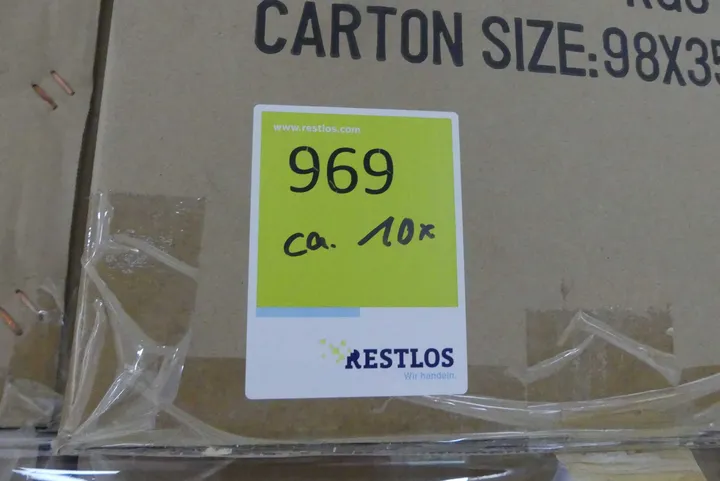 CARTON SIZE:98X35
www.restlos.com
969
ca. 10x
RESTLOS
Wir handeln.